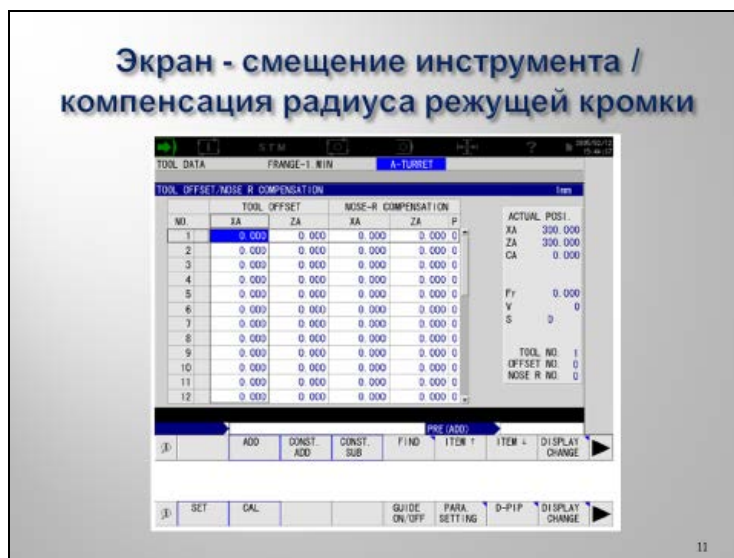 Экран - смещение инструмента /
компенсация радиуса режущей кромки
STM
?
TOOL DATA FRANGE-1.MIN A-TURRET
TOOL OFFSET/NOSE R COMPENSATION 1mm
TOOL OFFSET NOSE-R COMPENSATION
NO. XA ZA XA ZA P
1 0.000 0.000 0.000 0.000 0
2 0.000 0.000 0.000 0.000 0
3 0.000 0.000 0.000 0.000 0
4 0.000 0.000 0.000 0.000 0
5 0.000 0.000 0.000 0.000 0
6 0.000 0.000 0.000 0.000 0
7 0.000 0.000 0.000 0.000 0
8 0.000 0.000 0.000 0.000 0
9 0.000 0.000 0.000 0.000 0
10 0.000 0.000 0.000 0.000 0
11 0.000 0.000 0.000 0.000 0
12 0.000 0.000 0.000 0.000 0
ACTUAL POSI.
XA 300.000
ZA 300.000
CA 0.000
Fr 0.000
V 0
S 0
TOOL NO. 1
OFFSET NO. 0
NOSE R NO. 0
PRE(ADD)
ADD CONST. ADD CONST. SUB FIND ITEM ↑ ITEM ↓ DISPLAY CHANGE
SET CAL GUIDE ON/OFF PARA. SETTING D-PIP DISPLAY CHANGE
11